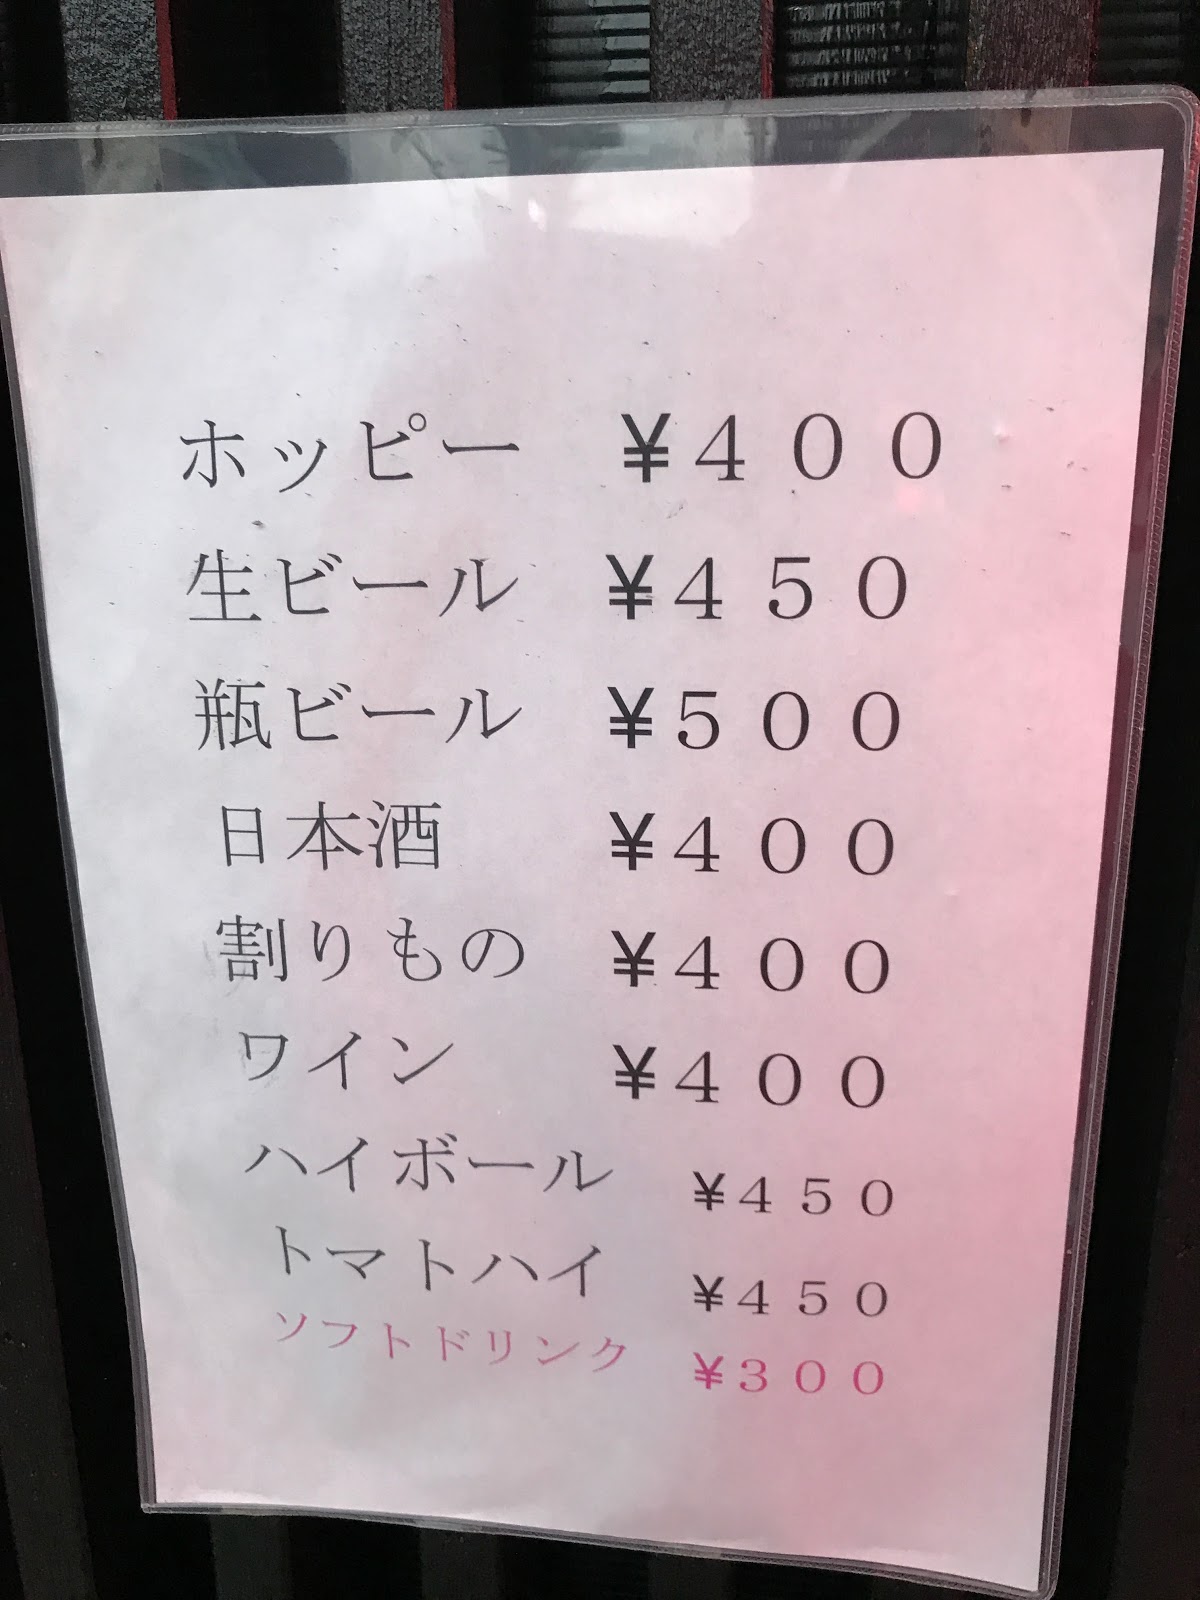 ホッピー ¥400
生ビール ¥450
瓶ビール ¥500
日本酒 ¥400
割りもの ¥400
ワイン ¥400
ハイボール ¥450
トマトハイ ¥450
ソフトドリンク ¥300